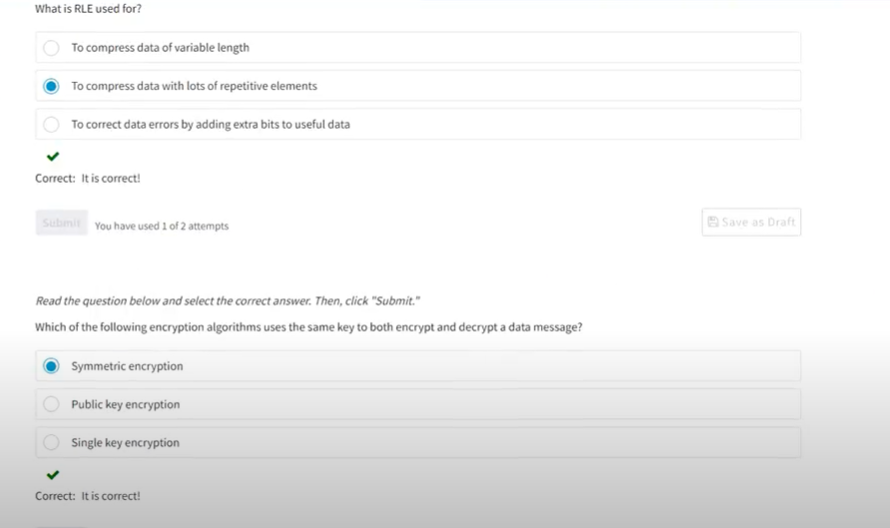 What is RLE used for?
To compress data of variable length
To compress data with lots of repetitive elements
To correct data errors by adding extra bits to useful data
Correct: It is correct!
Submit You have used 1 of 2 attempts Save as Draft
Read the question below and select the correct answer. Then, click "Submit."
Which of the following encryption algorithms uses the same key to both encrypt and decrypt a data message?
Symmetric encryption
Public key encryption
Single key encryption
Correct: It is correct!